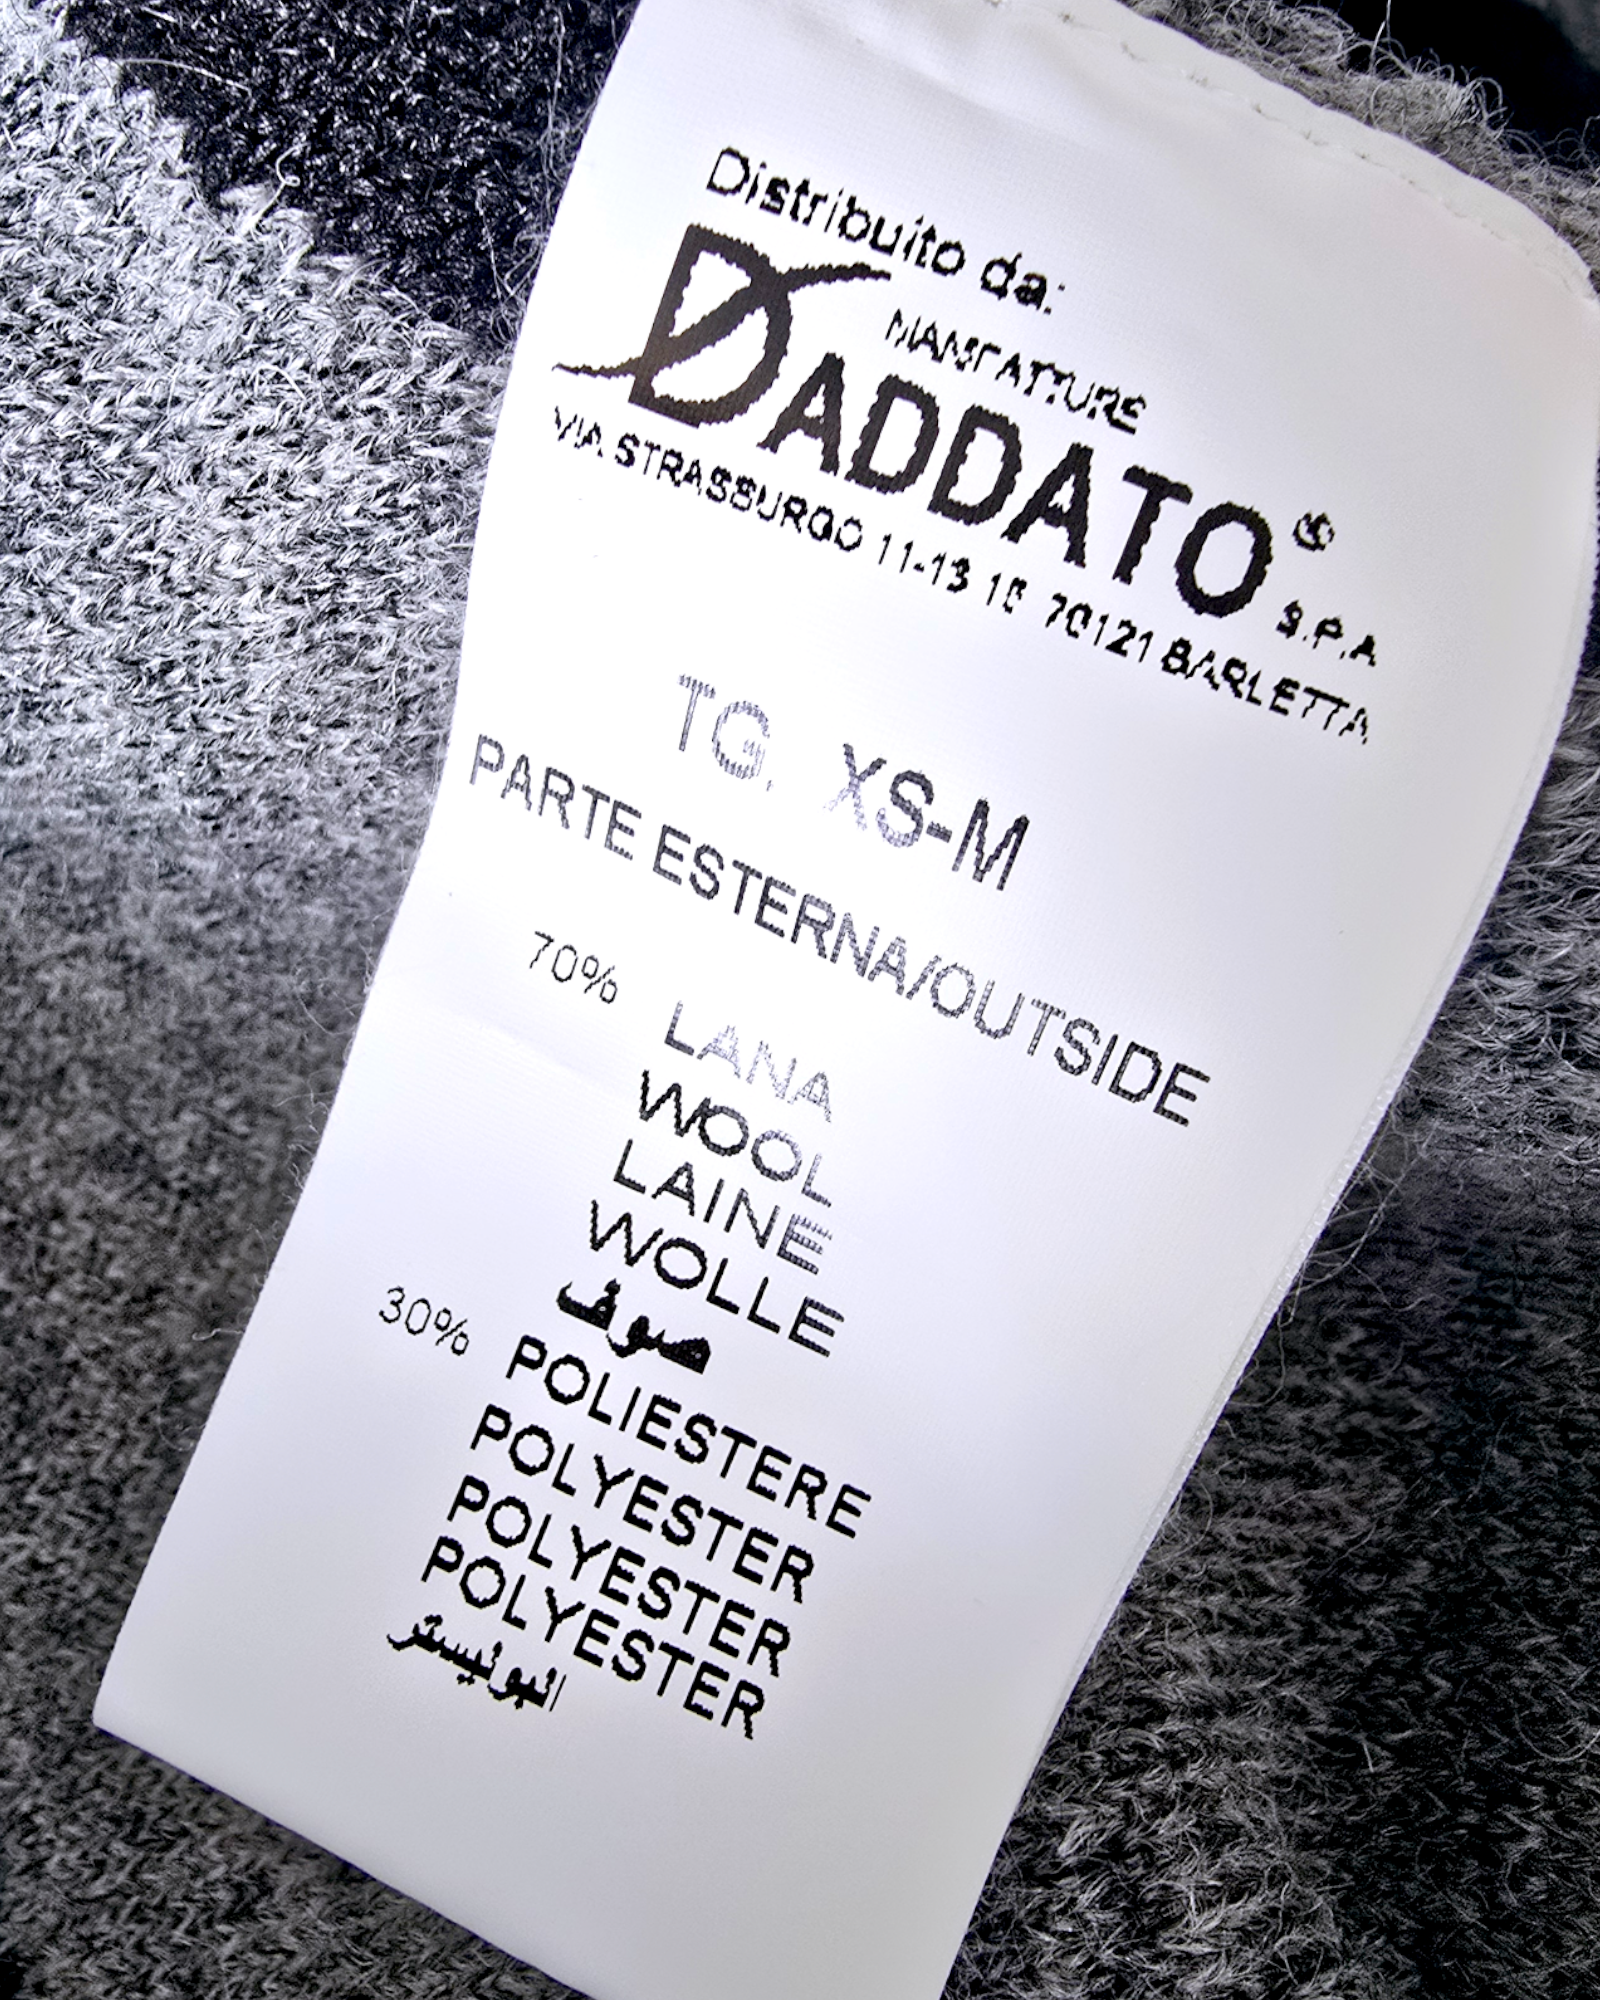 Distribuito da:
MANIFATTURE
DADDATO®
S.P.A
VIA STRASBURGO 11-13 15 70121 BARLETTA
TG. XS-M
PARTE ESTERNA/OUTSIDE
70% LANA
WOOL
LAINE
WOLLE
صوف
30% POLIESTERE
POLYESTER
POLYESTER
POLYESTER
البوليستر